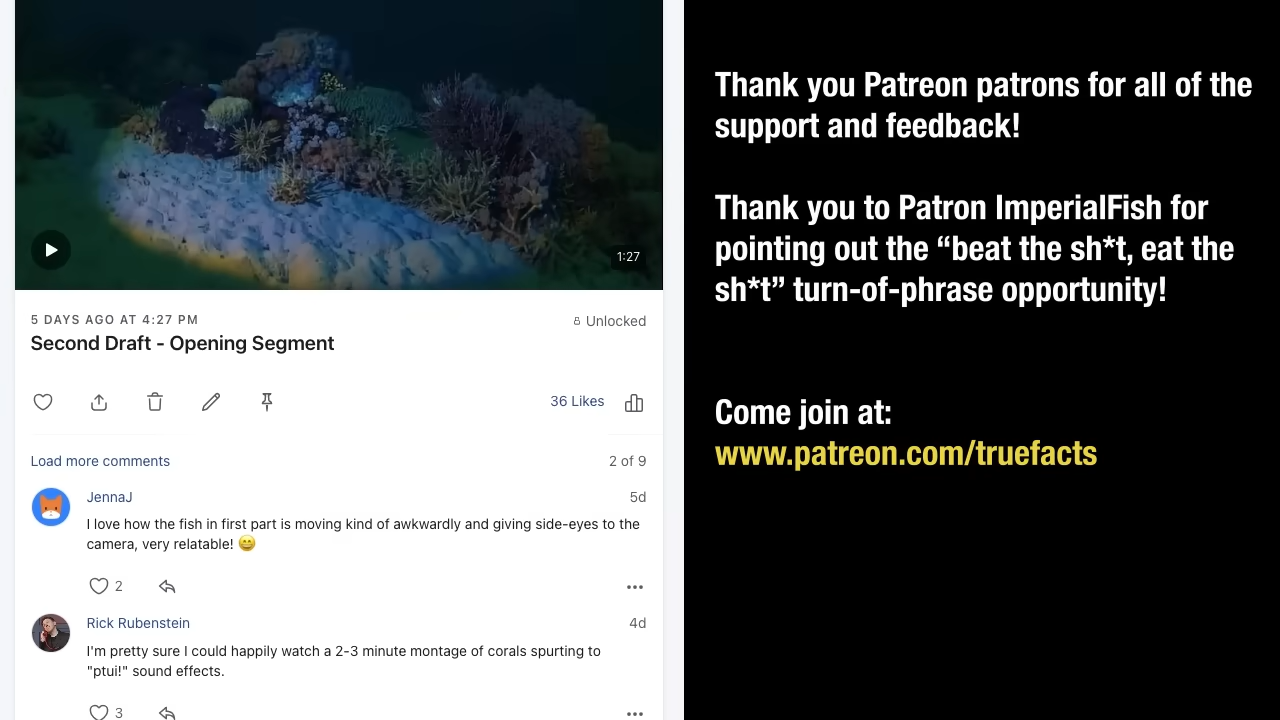 1:27
5 DAYS AGO AT 4:27 PM
Unlocked
Second Draft - Opening Segment
36 Likes
Load more comments
2 of 9
JennaJ
5d
I love how the fish in first part is moving kind of awkwardly and giving side-eyes to the
camera, very relatable! 😄
2
Rick Rubenstein
4d
I'm pretty sure I could happily watch a 2-3 minute montage of corals spurting to
"ptui!" sound effects.
3
Thank you Patreon patrons for all of the
support and feedback!
Thank you to Patron ImperialFish for
pointing out the “beat the sh*t, eat the
sh*t” turn-of-phrase opportunity!
Come join at:
www.patreon.com/truefacts